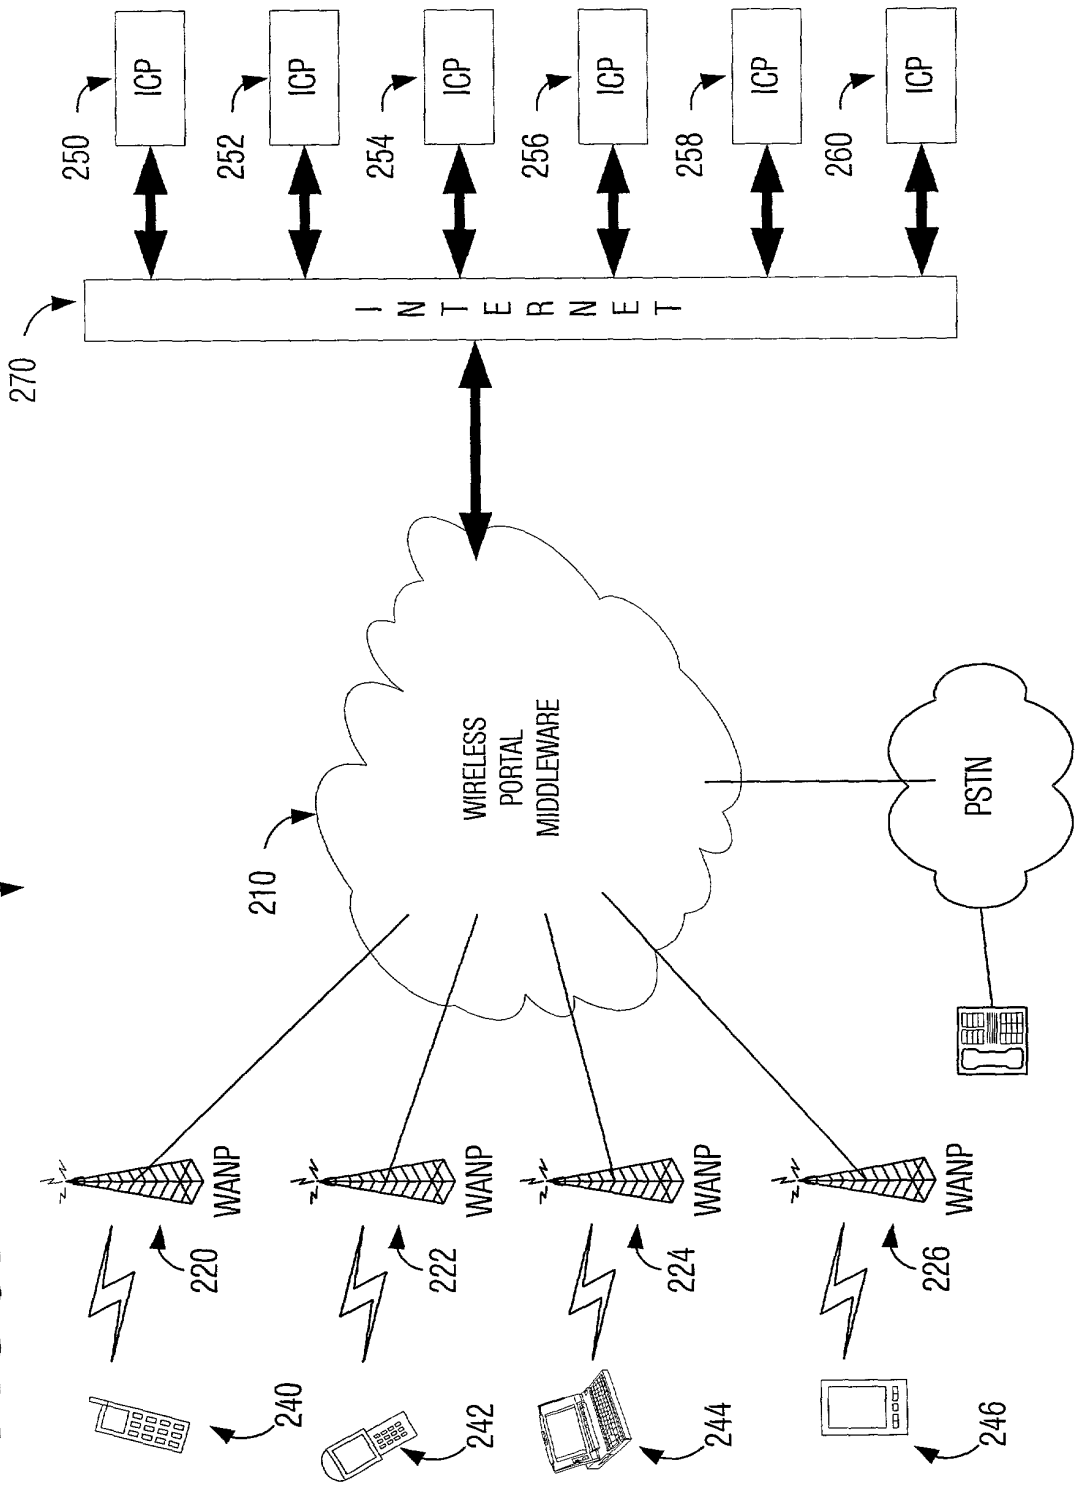 270
INTERNET
250
ICP
252
ICP
254
ICP
256
ICP
258
ICP
260
ICP
210
WIRELESS
PORTAL
MIDDLEWARE
PSTN
220
WANP
222
WANP
224
WANP
226
WANP
240
242
244
246